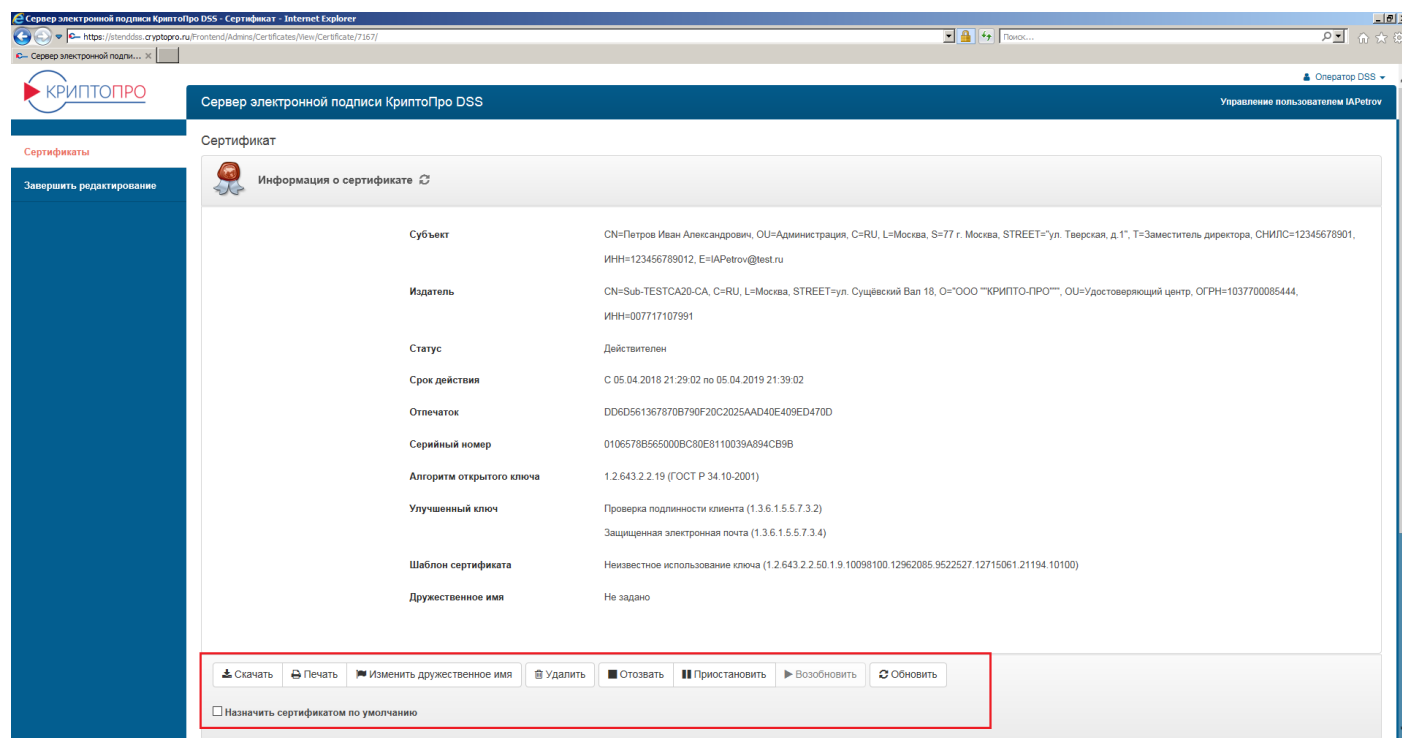 Сервер электронной подписи КриптоПро DSS - Сертификат - Internet Explorer
https://stenddss.cryptopro.ru/Frontend/Admins/Certificates/View/Certificate/7167/
Поиск...
Сервер электронной подпи...
Оператор DSS
КРИПТОПРО
Сервер электронной подписи КриптоПро DSS
Управление пользователем IAPetrov
Сертификаты
Завершить редактирование
Сертификат
Информация о сертификате
Субъект CN=Петров Иван Александрович, OU=Администрация, C=RU, L=Москва, S=77 г. Москва, STREET="ул. Тверская, д.1", T=Заместитель директора, СНИЛС=12345678901,
ИНН=123456789012, E=IAPetrov@test.ru
Издатель CN=Sub-TESTCA20-CA, C=RU, L=Москва, STREET=ул. Сущёвский Вал 18, O="ООО ""КРИПТО-ПРО""", OU=Удостоверяющий центр, ОГРН=1037700085444,
ИНН=007717107991
Статус Действителен
Срок действия С 05.04.2018 21:29:02 по 05.04.2019 21:39:02
Отпечаток DD6D561367870B790F20C2025AAD40E409ED470D
Серийный номер 0106578B565000BC80E8110039A894CB9B
Алгоритм открытого ключа 1.2.643.2.2.19 (ГОСТ Р 34.10-2001)
Улучшенный ключ Проверка подлинности клиента (1.3.6.1.5.5.7.3.2)
Защищенная электронная почта (1.3.6.1.5.5.7.3.4)
Шаблон сертификата Неизвестное использование ключа (1.2.643.2.2.50.1.9.10098100.12962085.9522527.12715061.21194.10100)
Дружественное имя Не задано
Скачать Печать Изменить дружественное имя Удалить Отозвать Приостановить Возобновить Обновить
Назначить сертификатом по умолчанию